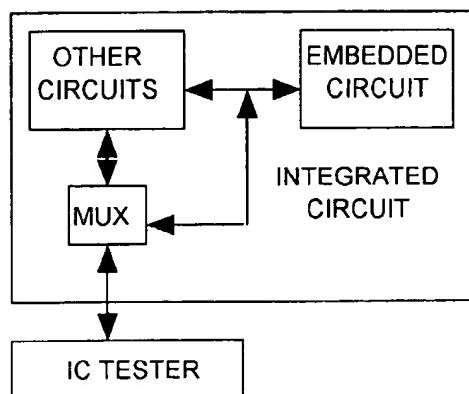 OTHER
CIRCUITS
EMBEDDED
CIRCUIT
INTEGRATED
CIRCUIT
MUX
IC TESTER